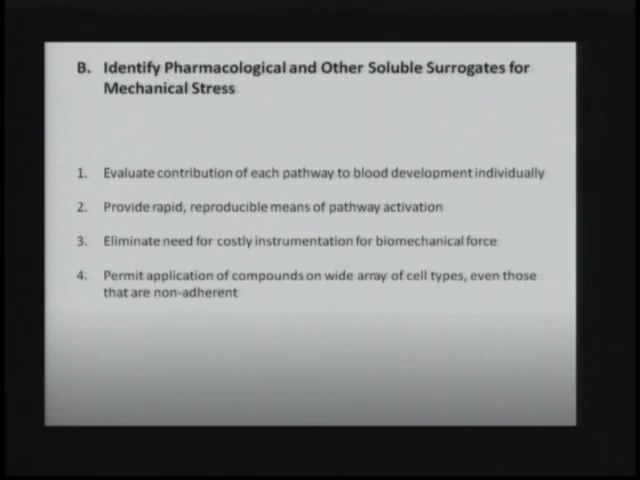 B. Identify Pharmacological and Other Soluble Surrogates for
Mechanical Stress
1. Evaluate contribution of each pathway to blood development individually
2. Provide rapid, reproducible means of pathway activation
3. Eliminate need for costly instrumentation for biomechanical force
4. Permit application of compounds on wide array of cell types, even those
that are non-adherent